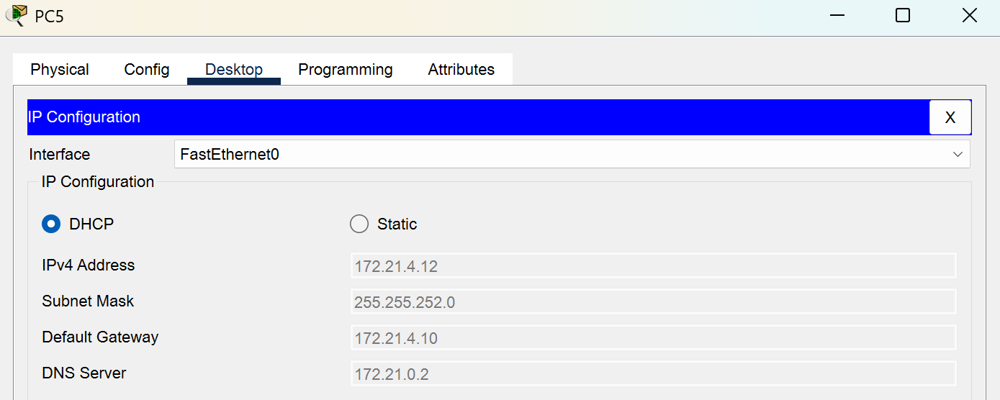 PC5
Physical Config Desktop Programming Attributes
IP Configuration X
Interface FastEthernet0
IP Configuration
DHCP Static
IPv4 Address 172.21.4.12
Subnet Mask 255.255.252.0
Default Gateway 172.21.4.10
DNS Server 172.21.0.2